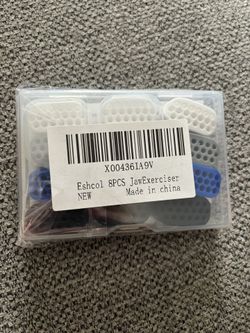 X00436IA9V
Eshcol 8PCS JawExerciser
NEW Made in china